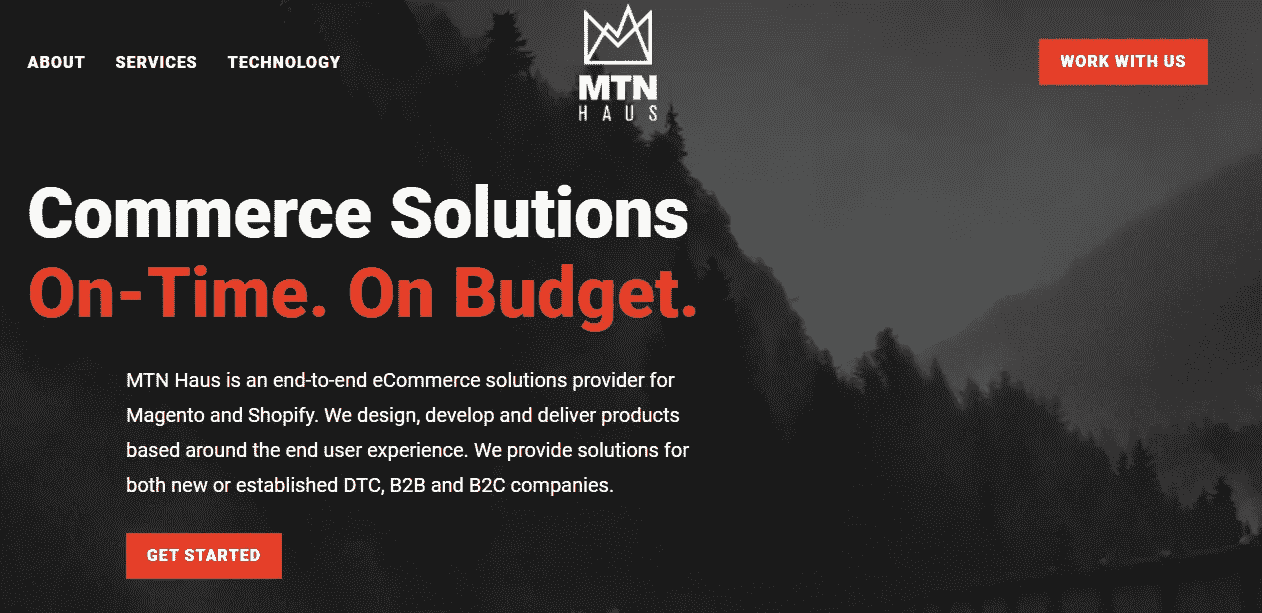 ABOUT SERVICES TECHNOLOGY
MTN
HAUS
WORK WITH US
Commerce Solutions
On-Time. On Budget.
MTN Haus is an end-to-end eCommerce solutions provider for
Magento and Shopify. We design, develop and deliver products
based around the end user experience. We provide solutions for
both new or established DTC, B2B and B2C companies.
GET STARTED